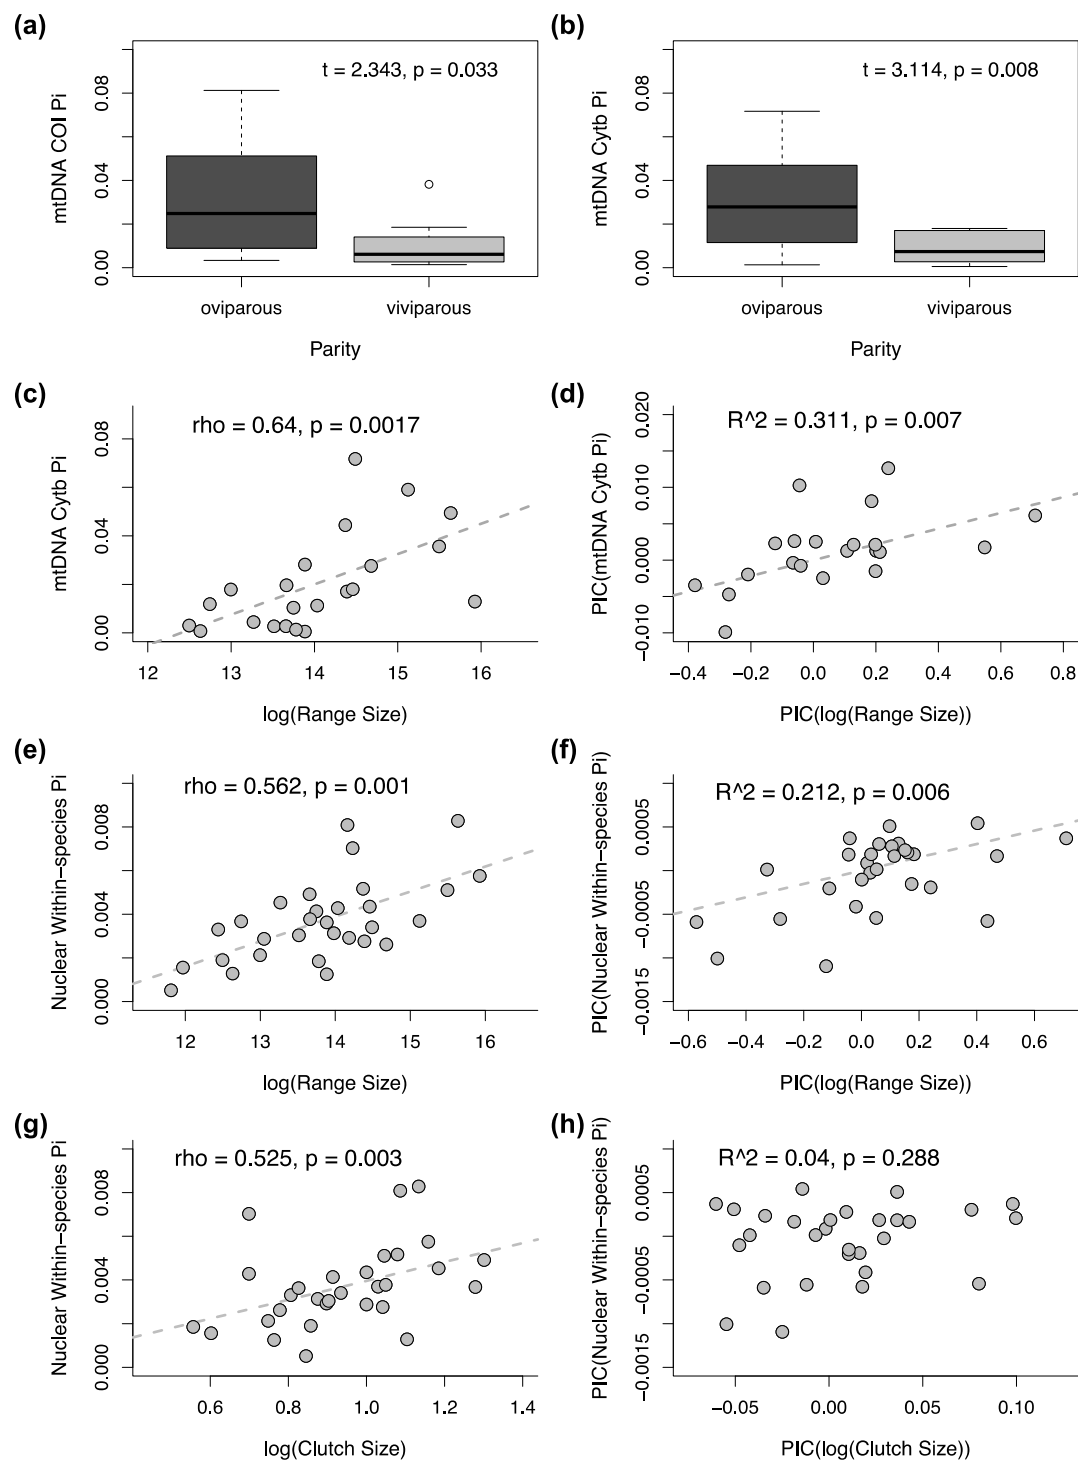 (a)
t = 2.343, p = 0.033
mtDNA COI Pi
0.00 0.04 0.08
oviparous viviparous
Parity
(b)
t = 3.114, p = 0.008
mtDNA Cytb Pi
0.00 0.04 0.08
oviparous viviparous
Parity
(c)
rho = 0.64, p = 0.0017
mtDNA Cytb Pi
0.00 0.04 0.08
12 13 14 15 16
log(Range Size)
(d)
R^2 = 0.311, p = 0.007
PIC(mtDNA Cytb Pi)
−0.010 0.000 0.010 0.020
−0.4 −0.2 0.0 0.2 0.4 0.6 0.8
PIC(log(Range Size))
(e)
rho = 0.562, p = 0.001
Nuclear Within−species Pi
0.000 0.004 0.008
12 13 14 15 16
log(Range Size)
(f)
R^2 = 0.212, p = 0.006
PIC(Nuclear Within−species Pi)
−0.0015 −0.0005 0.0005
−0.6 −0.4 −0.2 0.0 0.2 0.4 0.6
PIC(log(Range Size))
(g)
rho = 0.525, p = 0.003
Nuclear Within−species Pi
0.000 0.004 0.008
0.6 0.8 1.0 1.2 1.4
log(Clutch Size)
(h)
R^2 = 0.04, p = 0.288
PIC(Nuclear Within−species Pi)
−0.0015 −0.0005 0.0005
−0.05 0.00 0.05 0.10
PIC(log(Clutch Size))